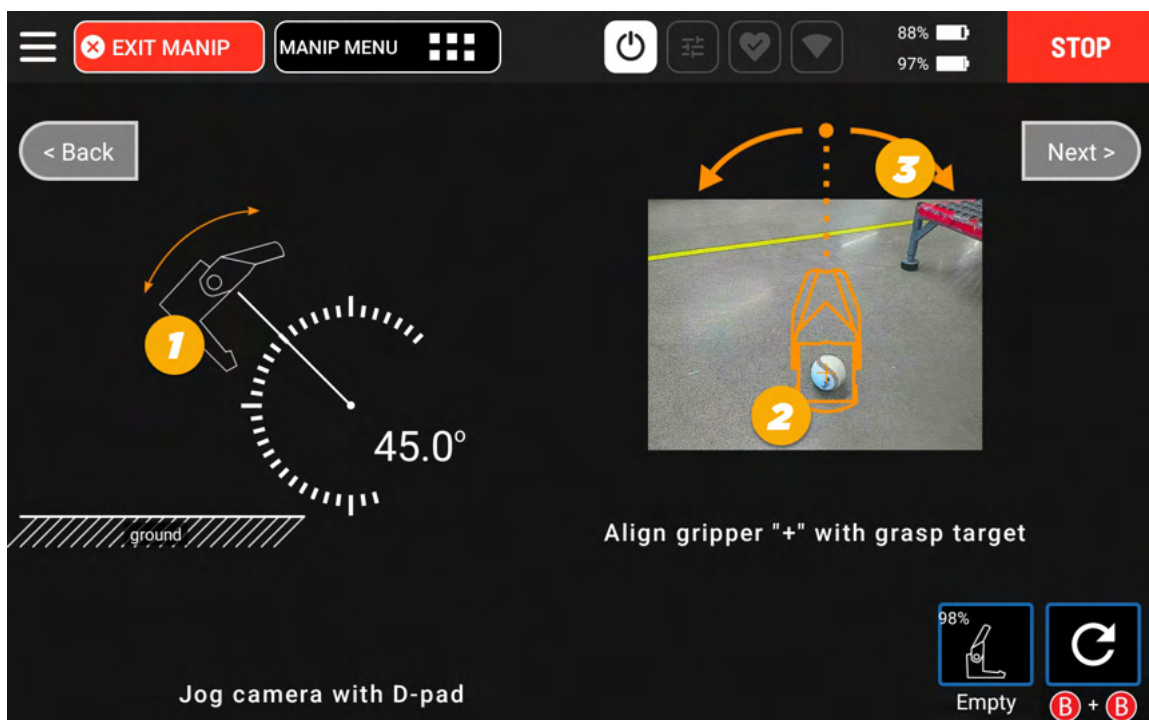 EXIT MANIP
MANIP MENU
88%
97%
STOP
< Back
Next >
3
1
2
45.0°
ground
Align gripper "+" with grasp target
98%
Jog camera with D-pad
Empty
B + B